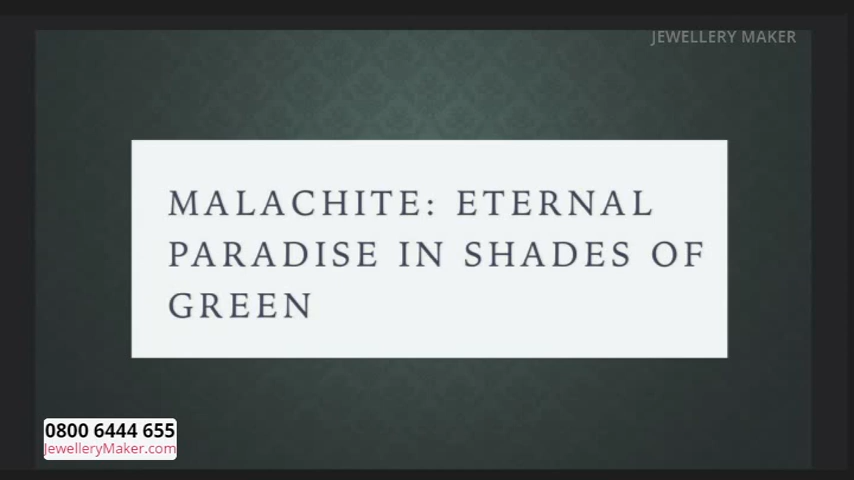 JEWELLERY MAKER
MALACHITE: ETERNAL
PARADISE IN SHADES OF
GREEN
0800 6444 655
JewelleryMaker.com